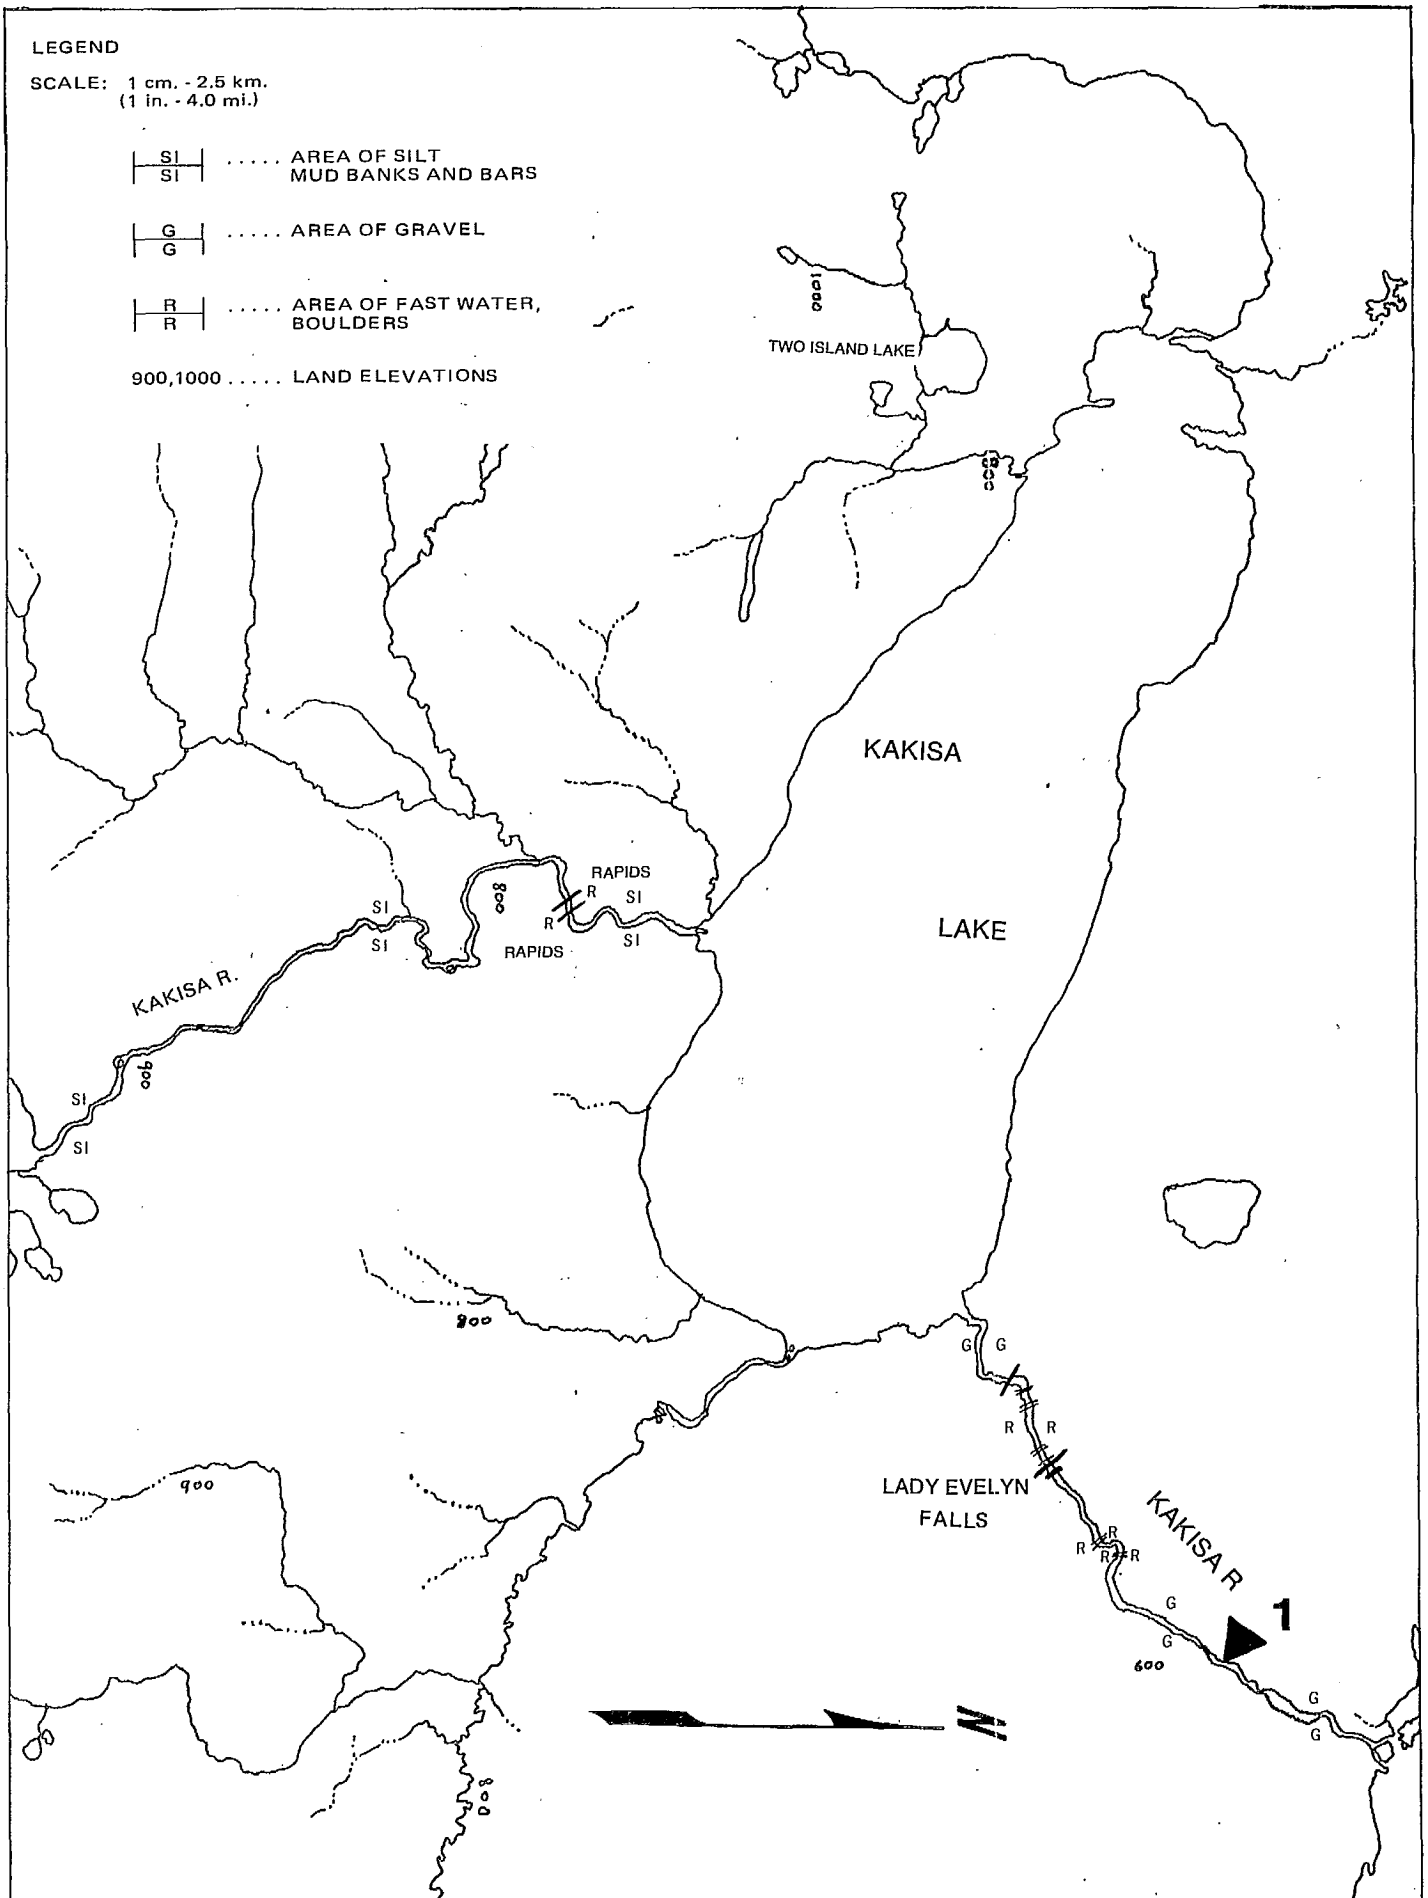 LEGEND
SCALE: 1 cm. - 2.5 km.
(1 in. - 4.0 mi.)
SI
SI
..... AREA OF SILT
MUD BANKS AND BARS
G
G
..... AREA OF GRAVEL
R
R
..... AREA OF FAST WATER,
BOULDERS
900,1000 ..... LAND ELEVATIONS
1000
TWO ISLAND LAKE
800
KAKISA
LAKE
RAPIDS
R
SI
800
R
SI
RAPIDS
SI
SI
KAKISA R.
900
SI
SI
800
G G
R R
LADY EVELYN
FALLS
900
KAKISA R
R
R R R
G
G
1
600
G
G
N
800